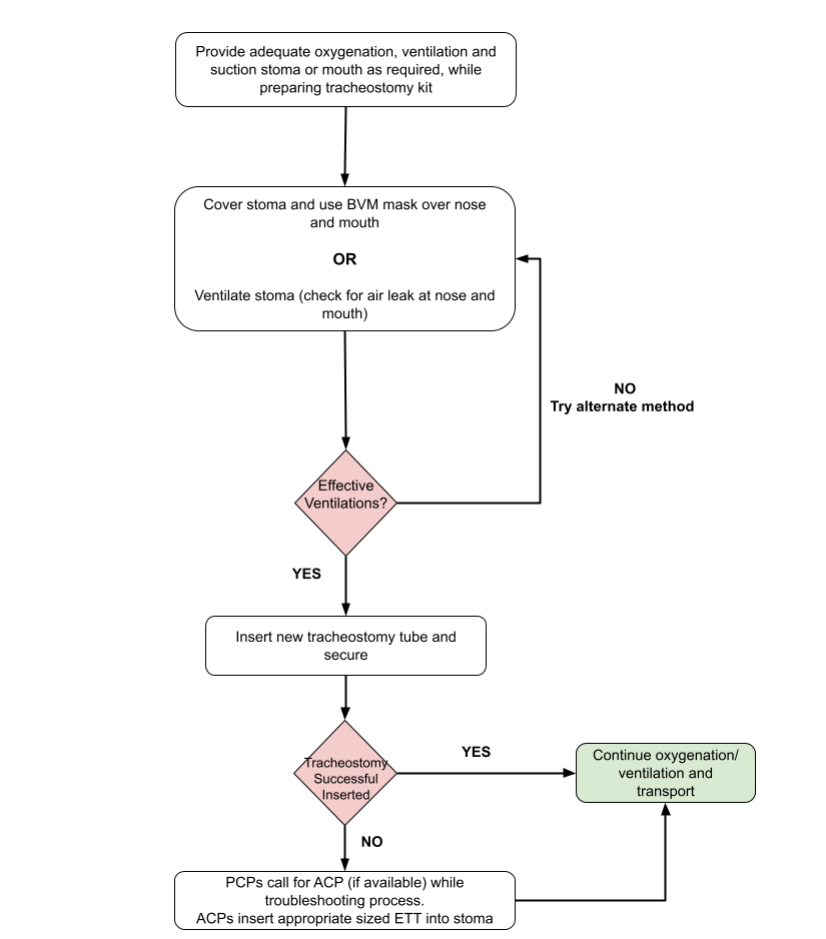 Provide adequate oxygenation, ventilation and
suction stoma or mouth as required, while
preparing tracheostomy kit
Cover stoma and use BVM mask over nose
and mouth
OR
Ventilate stoma (check for air leak at nose and
mouth)
NO
Try alternate method
Effective
Ventilations?
YES
Insert new tracheostomy tube and
secure
Tracheostomy
Successful
Inserted
YES
Continue oxygenation/
ventilation and
transport
NO
PCPs call for ACP (if available) while
troubleshooting process.
ACPs insert appropriate sized ETT into stoma